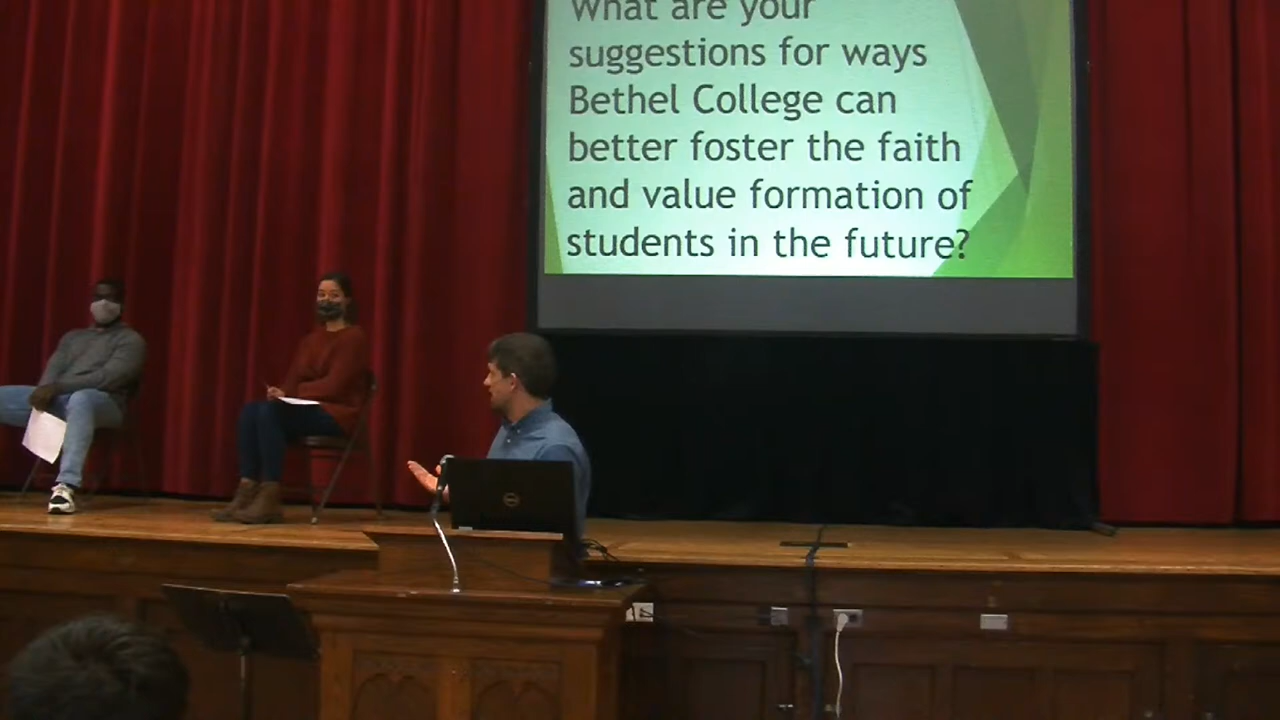 What are your
suggestions for ways
Bethel College can
better foster the faith
and value formation of
students in the future?
DELL